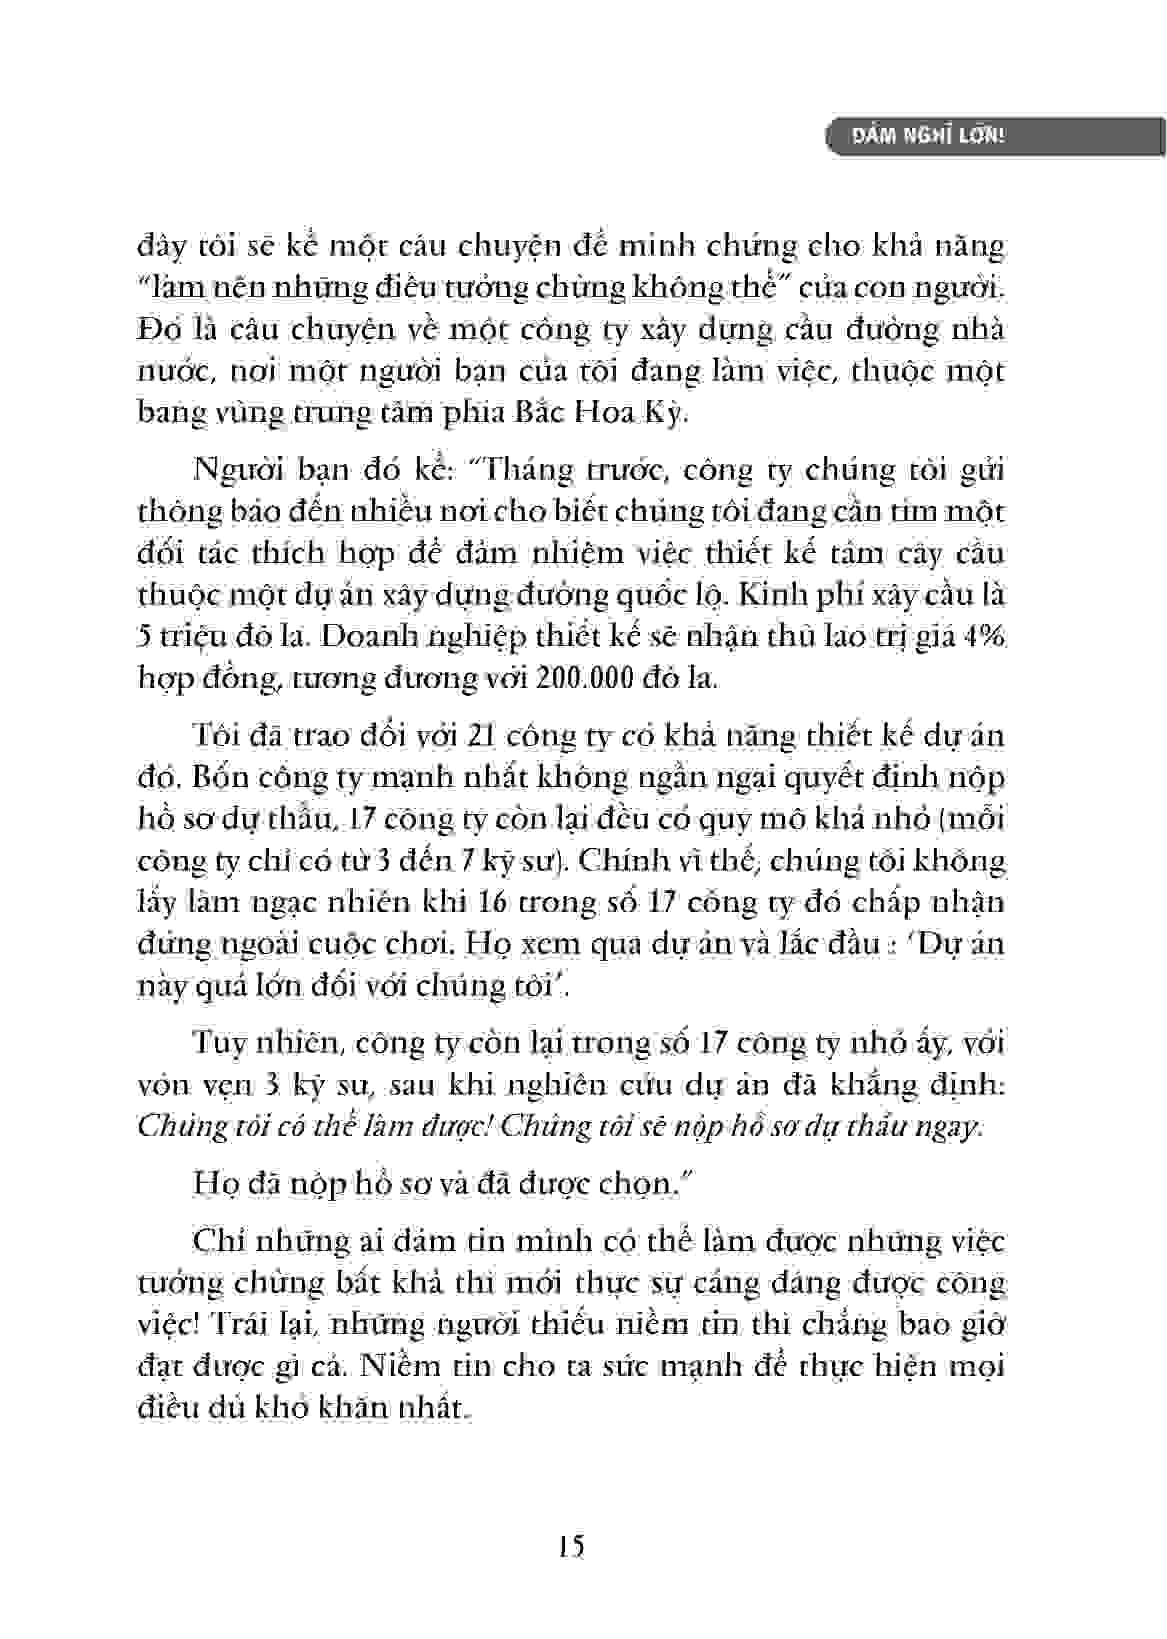 DÁM NGHĨ LỚN!
đây tôi sẽ kể một câu chuyện để minh chứng cho khả năng
“làm nên những điều tưởng chừng không thể” của con người.
Đó là câu chuyện về một công ty xây dựng cầu đường nhà
nước, nơi một người bạn của tôi đang làm việc, thuộc một
bang vùng trung tâm phía Bắc Hoa Kỳ.
Người bạn đó kể: “Tháng trước, công ty chúng tôi gửi
thông báo đến nhiều nơi cho biết chúng tôi đang cần tìm một
đối tác thích hợp để đảm nhiệm việc thiết kế tám cây cầu
thuộc một dự án xây dựng đường quốc lộ. Kinh phí xây cầu là
5 triệu đô la. Doanh nghiệp thiết kế sẽ nhận thù lao trị giá 4%
hợp đồng, tương đương với 200.000 đô la.
Tôi đã trao đổi với 21 công ty có khả năng thiết kế dự án
đó. Bốn công ty mạnh nhất không ngần ngại quyết định nộp
hồ sơ dự thầu, 17 công ty còn lại đều có quy mô khá nhỏ (mỗi
công ty chỉ có từ 3 đến 7 kỹ sư). Chính vì thế, chúng tôi không
lấy làm ngạc nhiên khi 16 trong số 17 công ty đó chấp nhận
đứng ngoài cuộc chơi. Họ xem qua dự án và lắc đầu : ‘Dự án
này quá lớn đối với chúng tôi’.
Tuy nhiên, công ty còn lại trong số 17 công ty nhỏ ấy, với
vỏn vẹn 3 kỹ sư, sau khi nghiên cứu dự án đã khẳng định:
Chúng tôi có thể làm được! Chúng tôi sẽ nộp hồ sơ dự thầu ngay.
Họ đã nộp hồ sơ và đã được chọn.”
Chỉ những ai dám tin mình có thể làm được những việc
tưởng chừng bất khả thi mới thực sự cáng đáng được công
việc! Trái lại, những người thiếu niềm tin thì chẳng bao giờ
đạt được gì cả. Niềm tin cho ta sức mạnh để thực hiện mọi
điều dù khó khăn nhất.
15